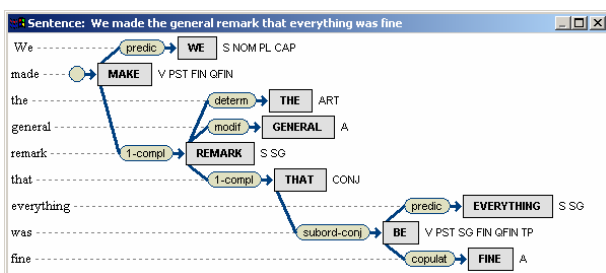 Sentence: We made the general remark that everything was fine
We predic WE S NOM PL CAP
made MAKE V PST FIN QFIN
the determ THE ART
general modif GENERAL A
remark 1-compl REMARK S SG
that 1-compl THAT CONJ
everything predic EVERYTHING S SG
was subord-conj BE V PST SG FIN QFIN TP
fine copulat FINE A